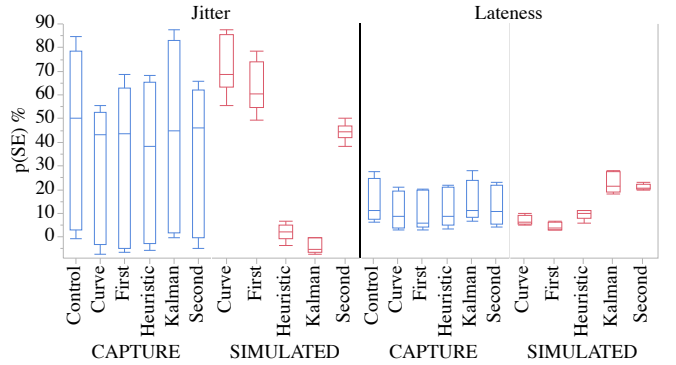 Jitter Lateness
p(SE) %
90
80
70
60
50
40
30
20
10
0
Control Curve First Heuristic Kalman Second Curve First Heuristic Kalman Second Control Curve First Heuristic Kalman Second Curve First Heuristic Kalman Second
CAPTURE SIMULATED CAPTURE SIMULATED